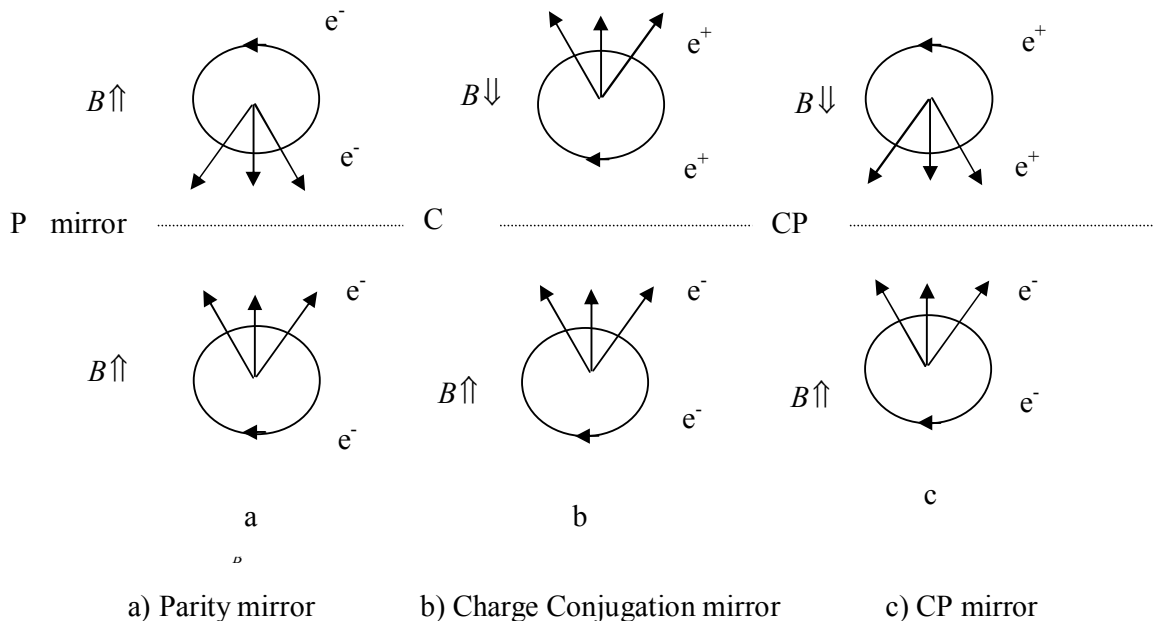 e- e+ e+
B⇑ B⇓ B⇓
e- e+ e+
P mirror C CP
e- e- e-
B⇑ B⇑ B⇑
e- e- e-
a b c
a) Parity mirror b) Charge Conjugation mirror c) CP mirror